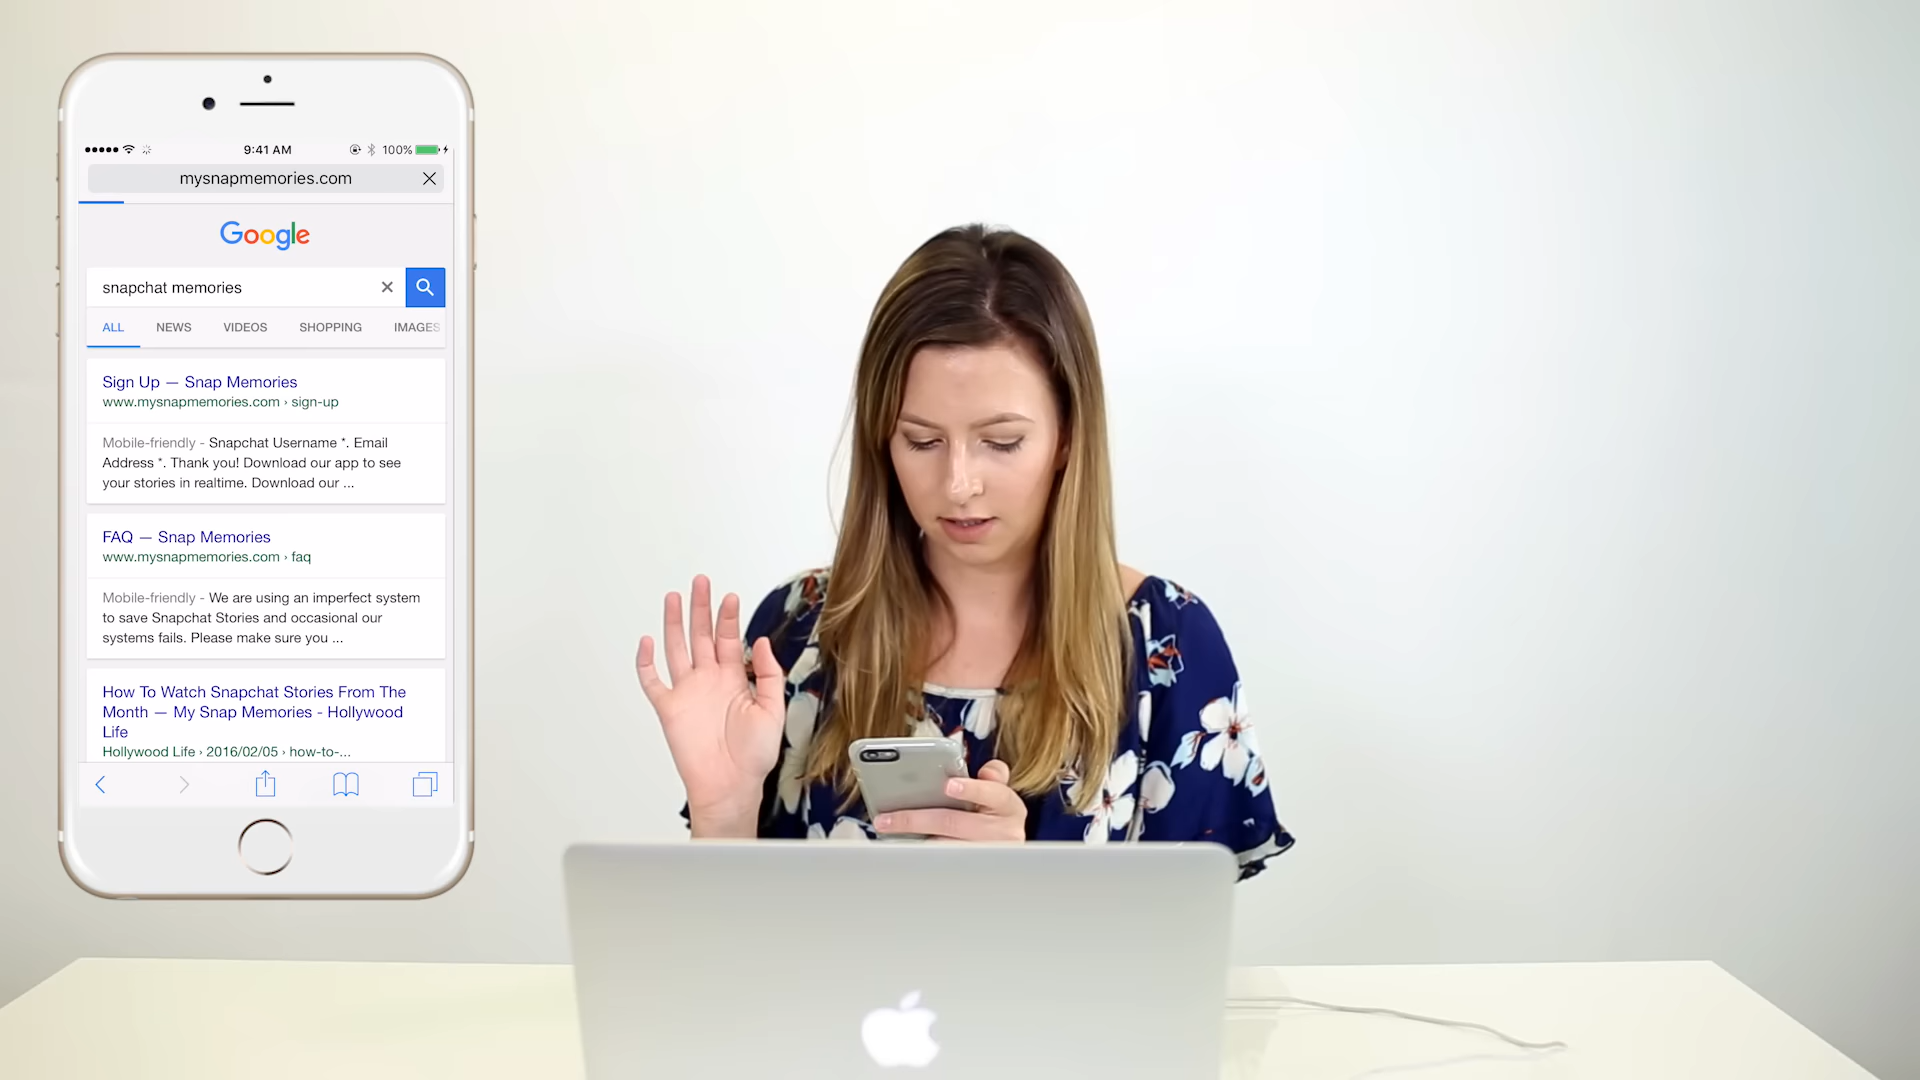 9:41 AM
100%
mysnapmemories.com
Google
snapchat memories
ALL NEWS VIDEOS SHOPPING IMAGES
Sign Up — Snap Memories
www.mysnapmemories.com › sign-up
Mobile-friendly - Snapchat Username *. Email
Address *. Thank you! Download our app to see
your stories in realtime. Download our ...
FAQ — Snap Memories
www.mysnapmemories.com › faq
Mobile-friendly - We are using an imperfect system
to save Snapchat Stories and occasional our
systems fails. Please make sure you ...
How To Watch Snapchat Stories From The
Month — My Snap Memories - Hollywood
Life
Hollywood Life › 2016/02/05 › how-to-...